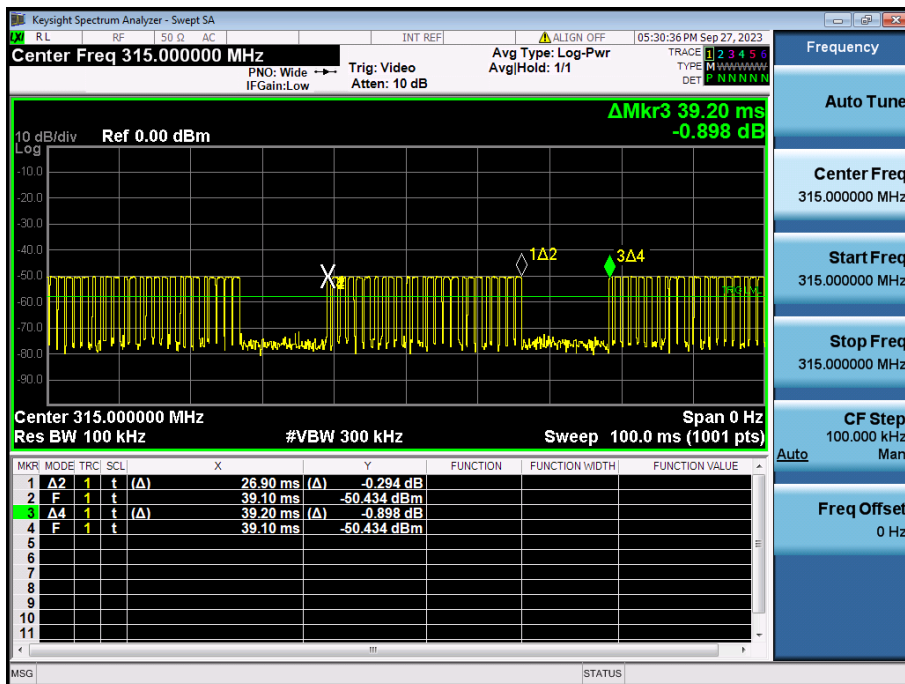 Keysight Spectrum Analyzer - Swept SA
LXI RL RF 50 Ω AC INT REF ALIGN OFF 05:30:36 PM Sep 27, 2023
Center Freq 315.000000 MHz
PNO: Wide
IFGain:Low
Trig: Video
Atten: 10 dB
Avg Type: Log-Pwr
Avg|Hold: 1/1
TRACE 1 2 3 4 5 6
TYPE M W W W W W
DET P N N N N N
ΔMkr3 39.20 ms
-0.898 dB
10 dB/div Ref 0.00 dBm
Log
-10.0
-20.0
-30.0
-40.0
-50.0
-60.0
-70.0
-80.0
-90.0
1Δ2
3Δ4
Center 315.000000 MHz Span 0 Hz
Res BW 100 kHz #VBW 300 kHz Sweep 100.0 ms (1001 pts)
MKR MODE TRC SCL X Y FUNCTION FUNCTION WIDTH FUNCTION VALUE
1 Δ2 1 t (Δ) 26.90 ms (Δ) -0.294 dB
2 F 1 t 39.10 ms -50.434 dBm
3 Δ4 1 t (Δ) 39.20 ms (Δ) -0.898 dB
4 F 1 t 39.10 ms -50.434 dBm
5
6
7
8
9
10
11
MSG STATUS
Frequency
Auto Tune
Center Freq
315.000000 MHz
Start Freq
315.000000 MHz
Stop Freq
315.000000 MHz
CF Step
100.000 kHz
Auto Man
Freq Offset
0 Hz